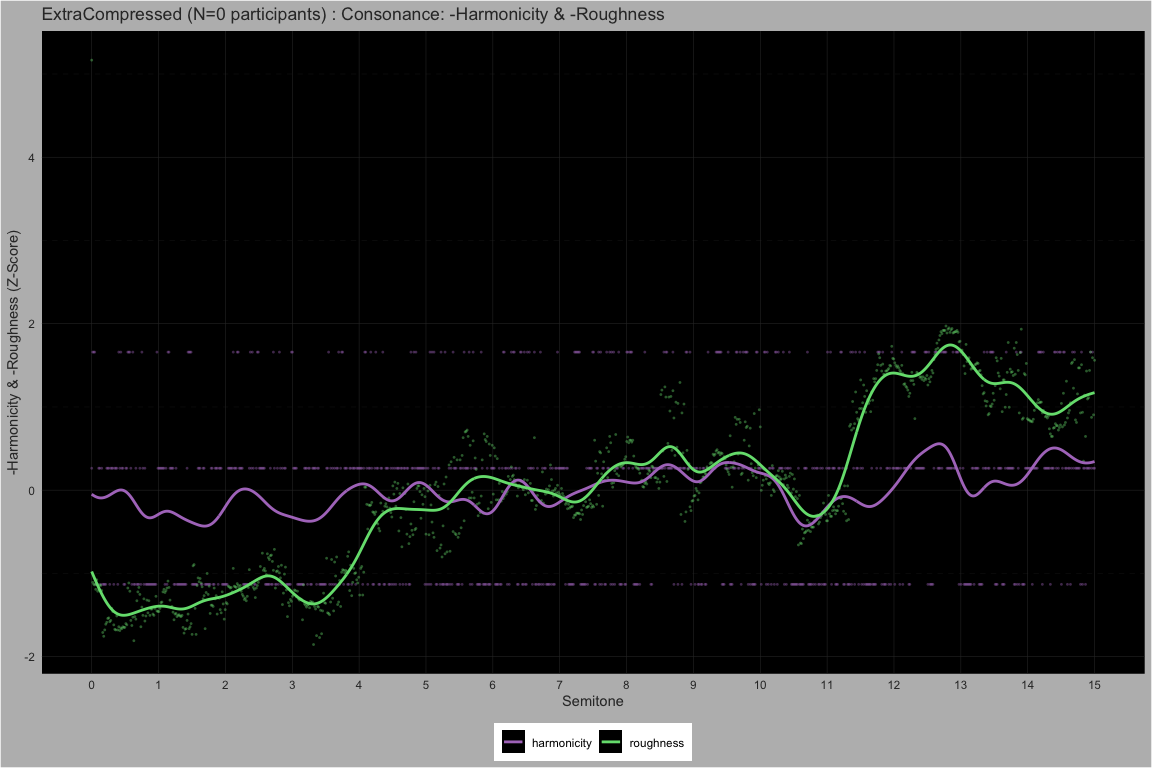 ExtraCompressed (N=0 participants) : Consonance: -Harmonicity & -Roughness
-Harmonicity & -Roughness (Z-Score)
4
2
0
-2
0 1 2 3 4 5 6 7 8 9 10 11 12 13 14 15
Semitone
harmonicity roughness